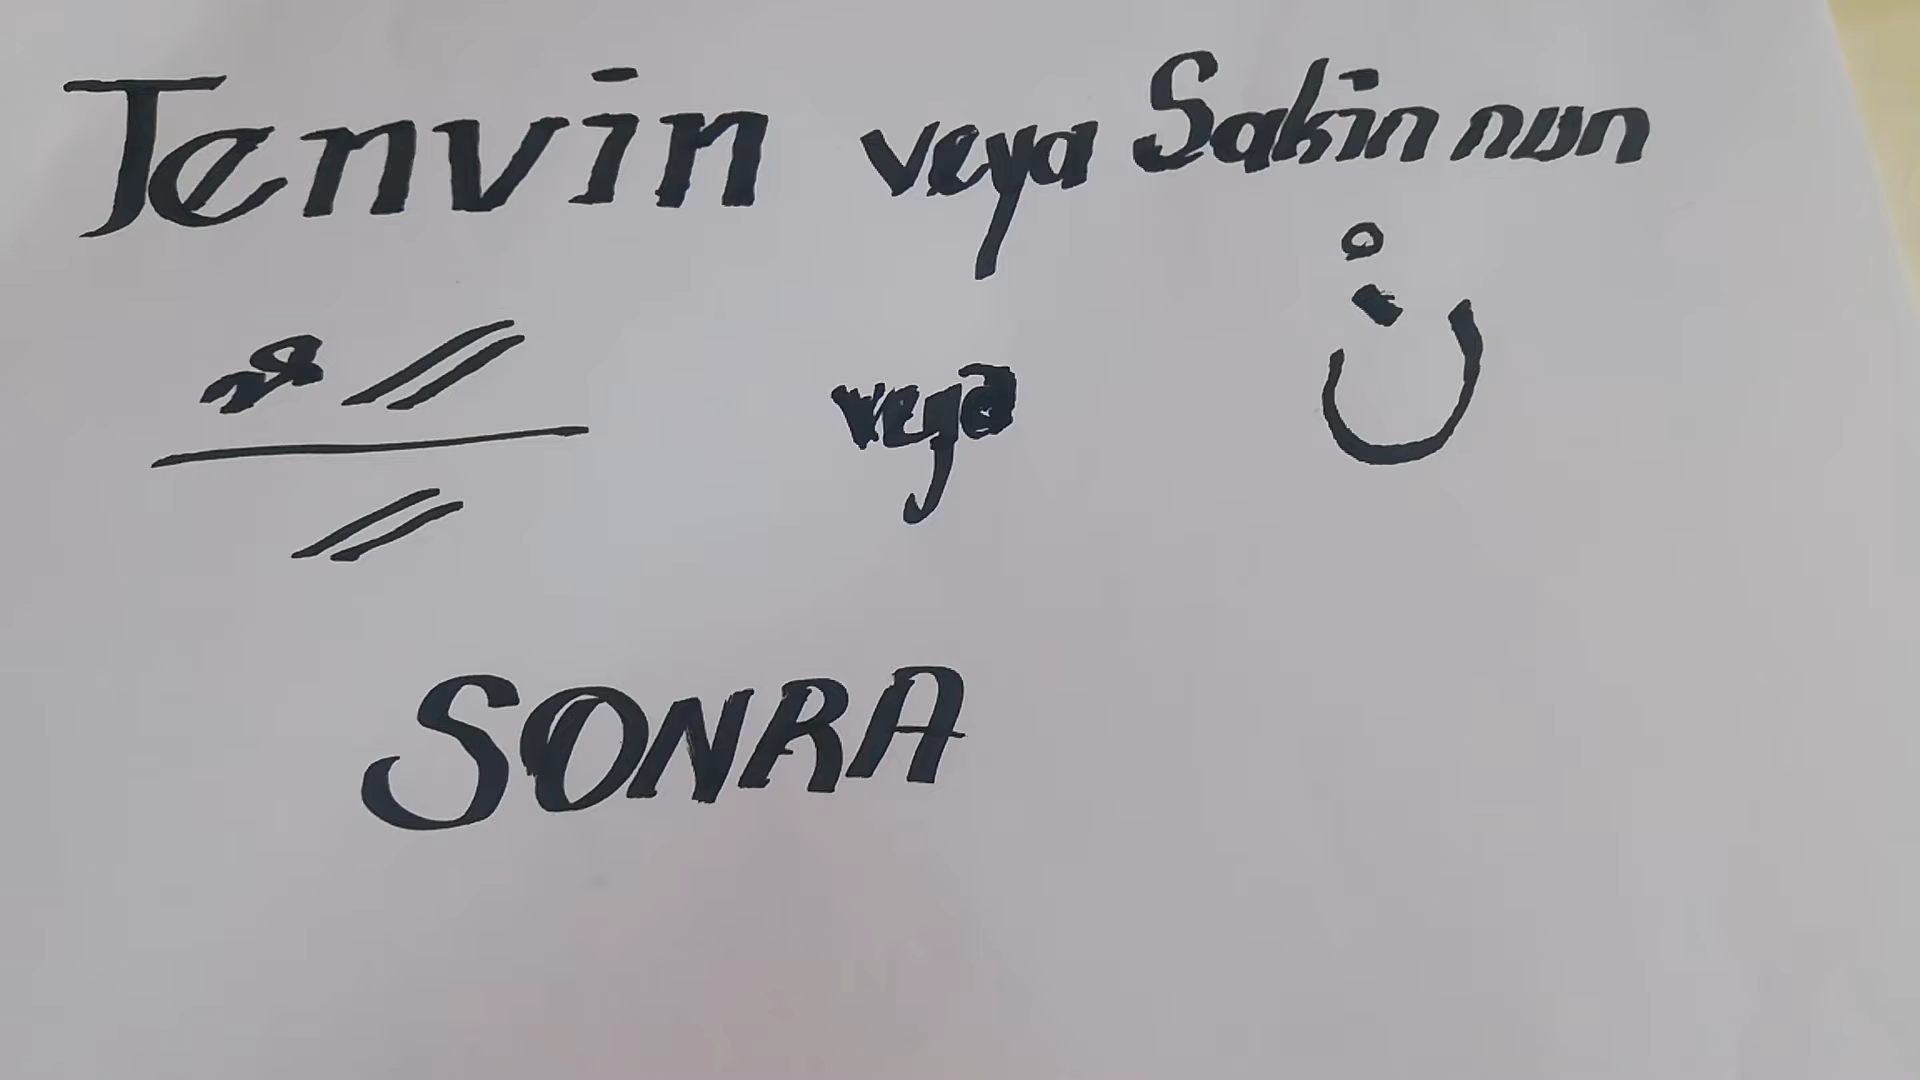 Tenvin veya Sakin nun
ٌ ً ٍ veya نْ
SONRA